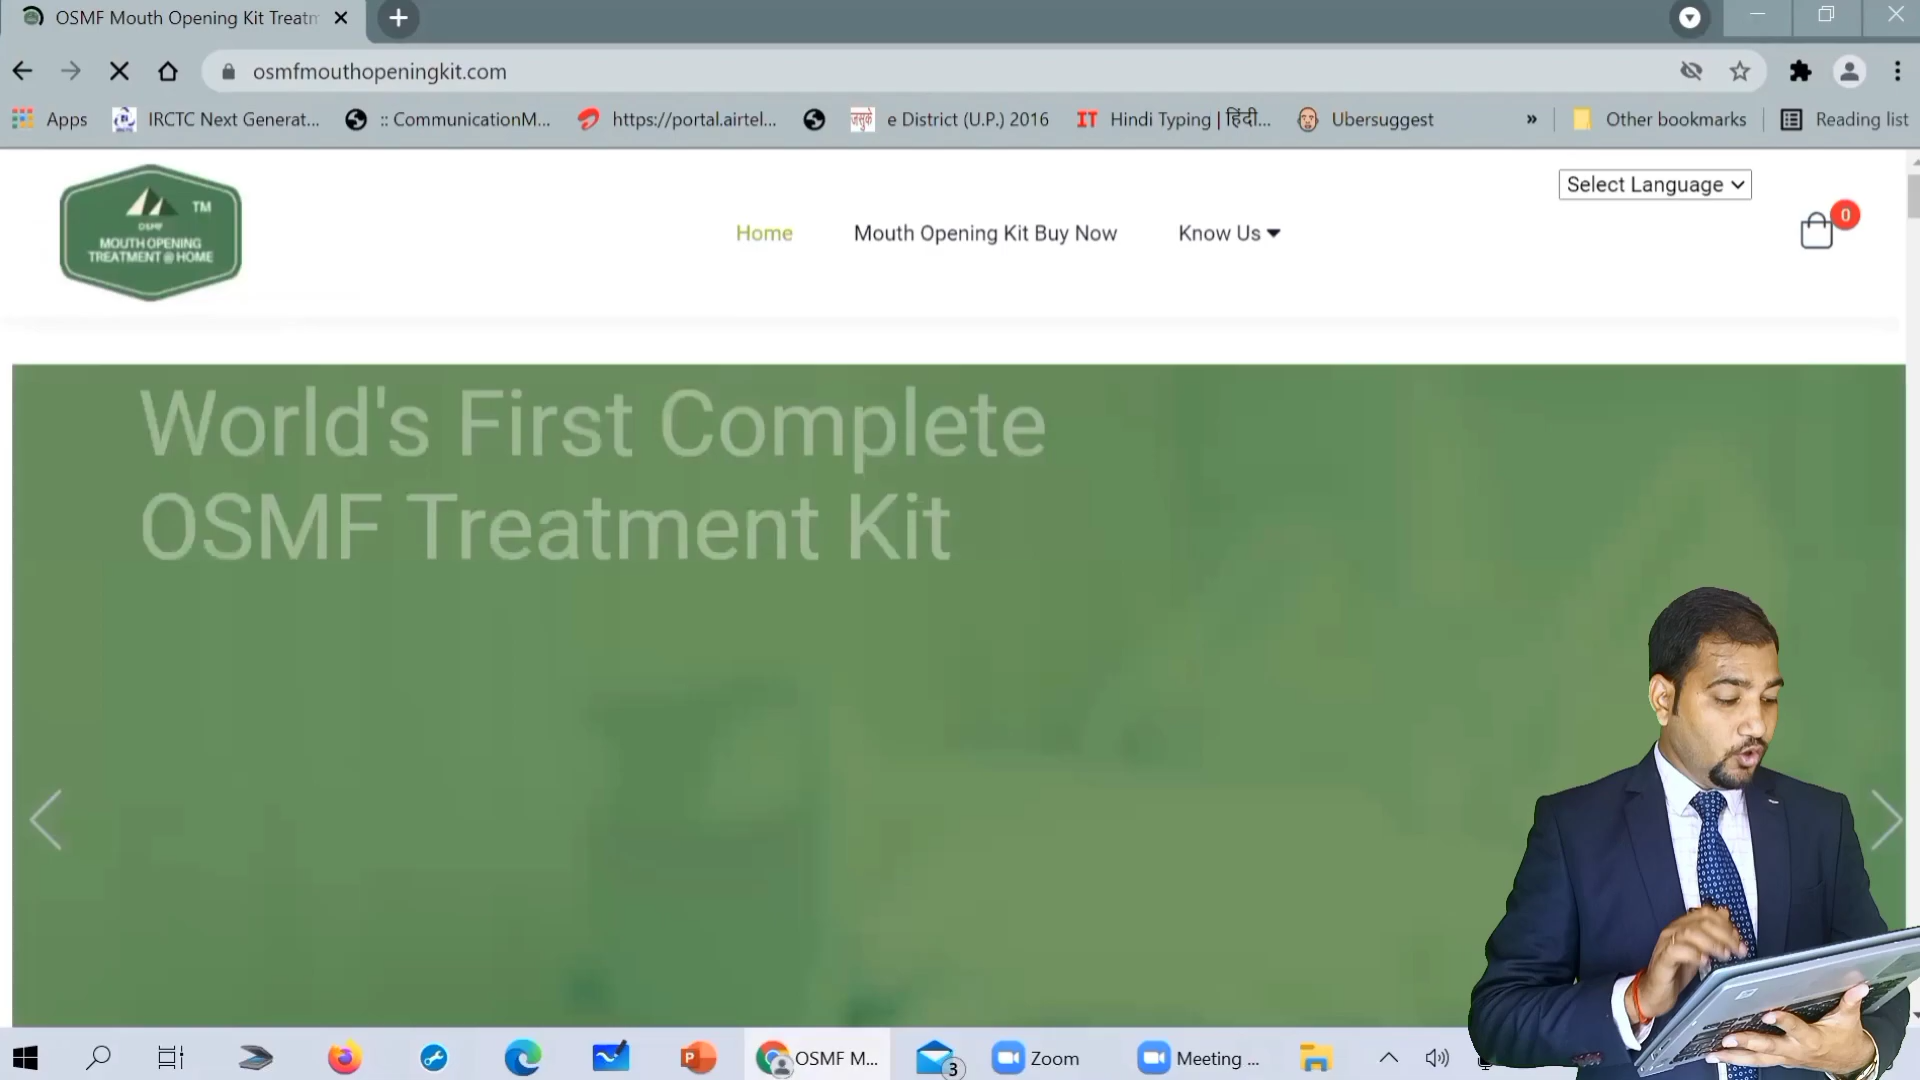 OSMF Mouth Opening Kit Treatm
osmfmouthopeningkit.com
Apps
IRCTC Next Generat...
:: CommunicationM...
https://portal.airtel...
जसुके
e District (U.P.) 2016
IT
Hindi Typing | हिंदी...
Ubersuggest
»
Other bookmarks
Reading list
Select Language
TM
OSMF
MOUTH OPENING
TREATMENT @ HOME
Home
Mouth Opening Kit Buy Now
Know Us
0
World's First Complete
OSMF Treatment Kit
P
OSMF M...
3
Zoom
Meeting ...